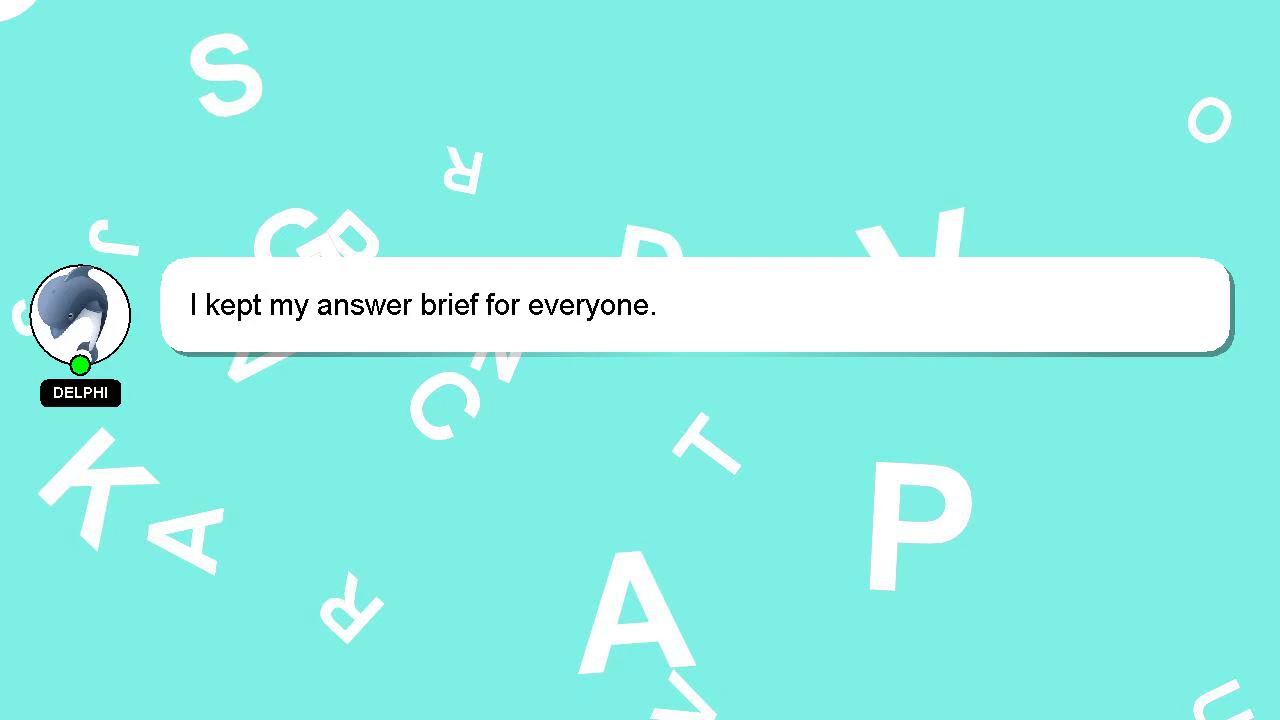 S
O
R
J
C
B
D
V
I kept my answer brief for everyone.
DELPHI
N
C
T
K
P
A
R
A
V
U